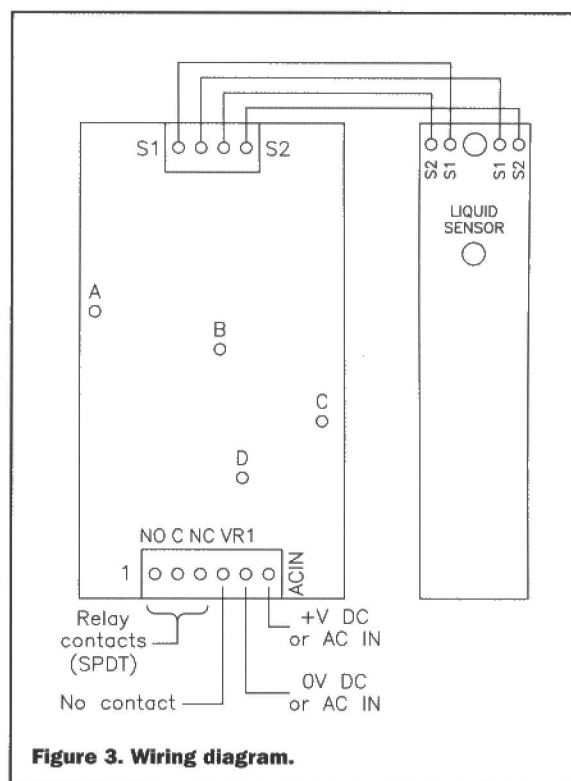 S1 S2
S2 S1 S1 S2
LIQUID
SENSOR
A
B
C
D
NO C NC VR1
1
ACIN
Relay
contacts
(SPDT)
+V DC
or AC IN
No contact
0V DC
or AC IN
Figure 3. Wiring diagram.